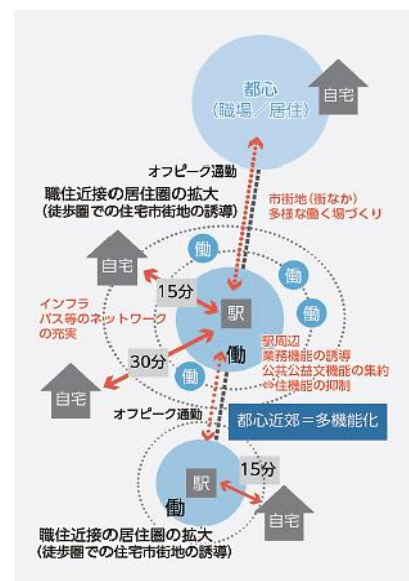 都心
(職場/居住)
自宅
オフピーク通勤
職住近接の居住圏の拡大
(徒歩圏での住宅市街地の誘導)
市街地(街なか)
多様な働く場づくり
働
働
働
自宅
15分
駅
インフラ
バス等のネットワーク
の充実
駅周辺
業務機能の誘導
公共公益文機能の集約
⇔住機能の抑制
働
30分
働
自宅
オフピーク通勤
都心近郊=多機能化
15分
駅
働
自宅
職住近接の居住圏の拡大
(徒歩圏での住宅市街地の誘導)